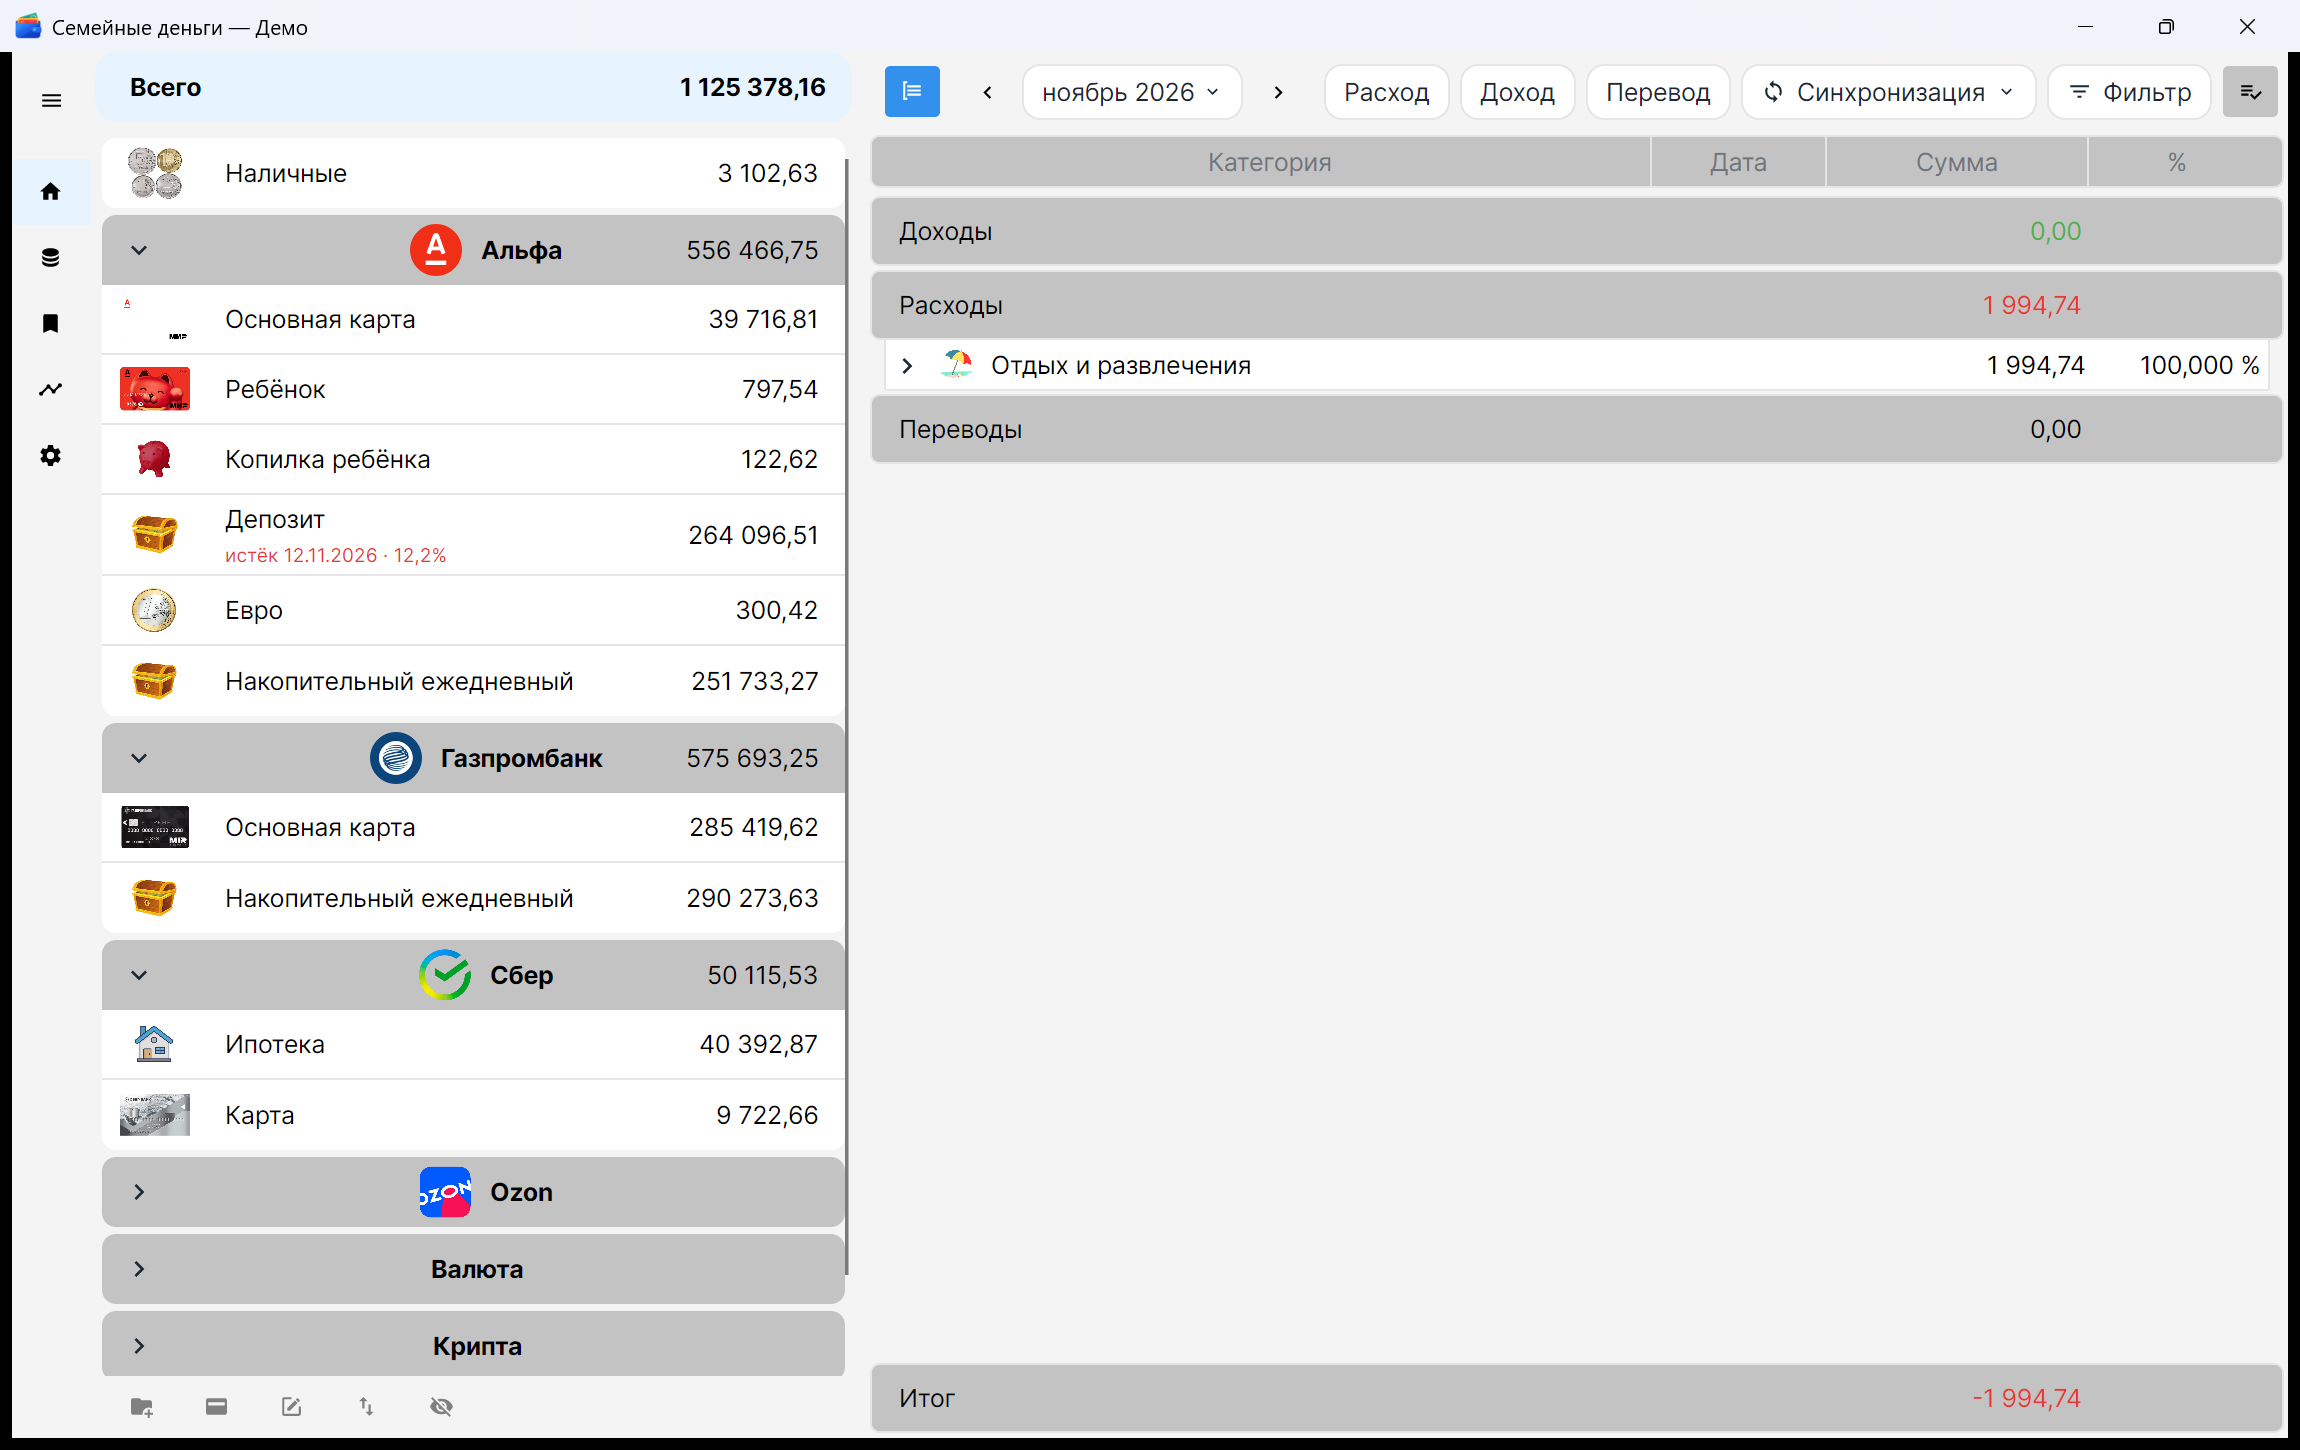 Семейные деньги — Демо
Всего 1 125 378,16
ноябрь 2026 Расход Доход Перевод Синхронизация Фильтр
Наличные 3 102,63
Альфа 556 466,75
Основная карта 39 716,81
Ребёнок 797,54
Копилка ребёнка 122,62
Депозит 264 096,51
истёк 12.11.2026 · 12,2%
Евро 300,42
Накопительный ежедневный 251 733,27
Газпромбанк 575 693,25
Основная карта 285 419,62
Накопительный ежедневный 290 273,63
Сбер 50 115,53
Ипотека 40 392,87
Карта 9 722,66
OZON Ozon
Валюта
Крипта
Категория Дата Сумма %
Доходы 0,00
Расходы 1 994,74
Отдых и развлечения 1 994,74 100,000 %
Переводы 0,00
Итог -1 994,74